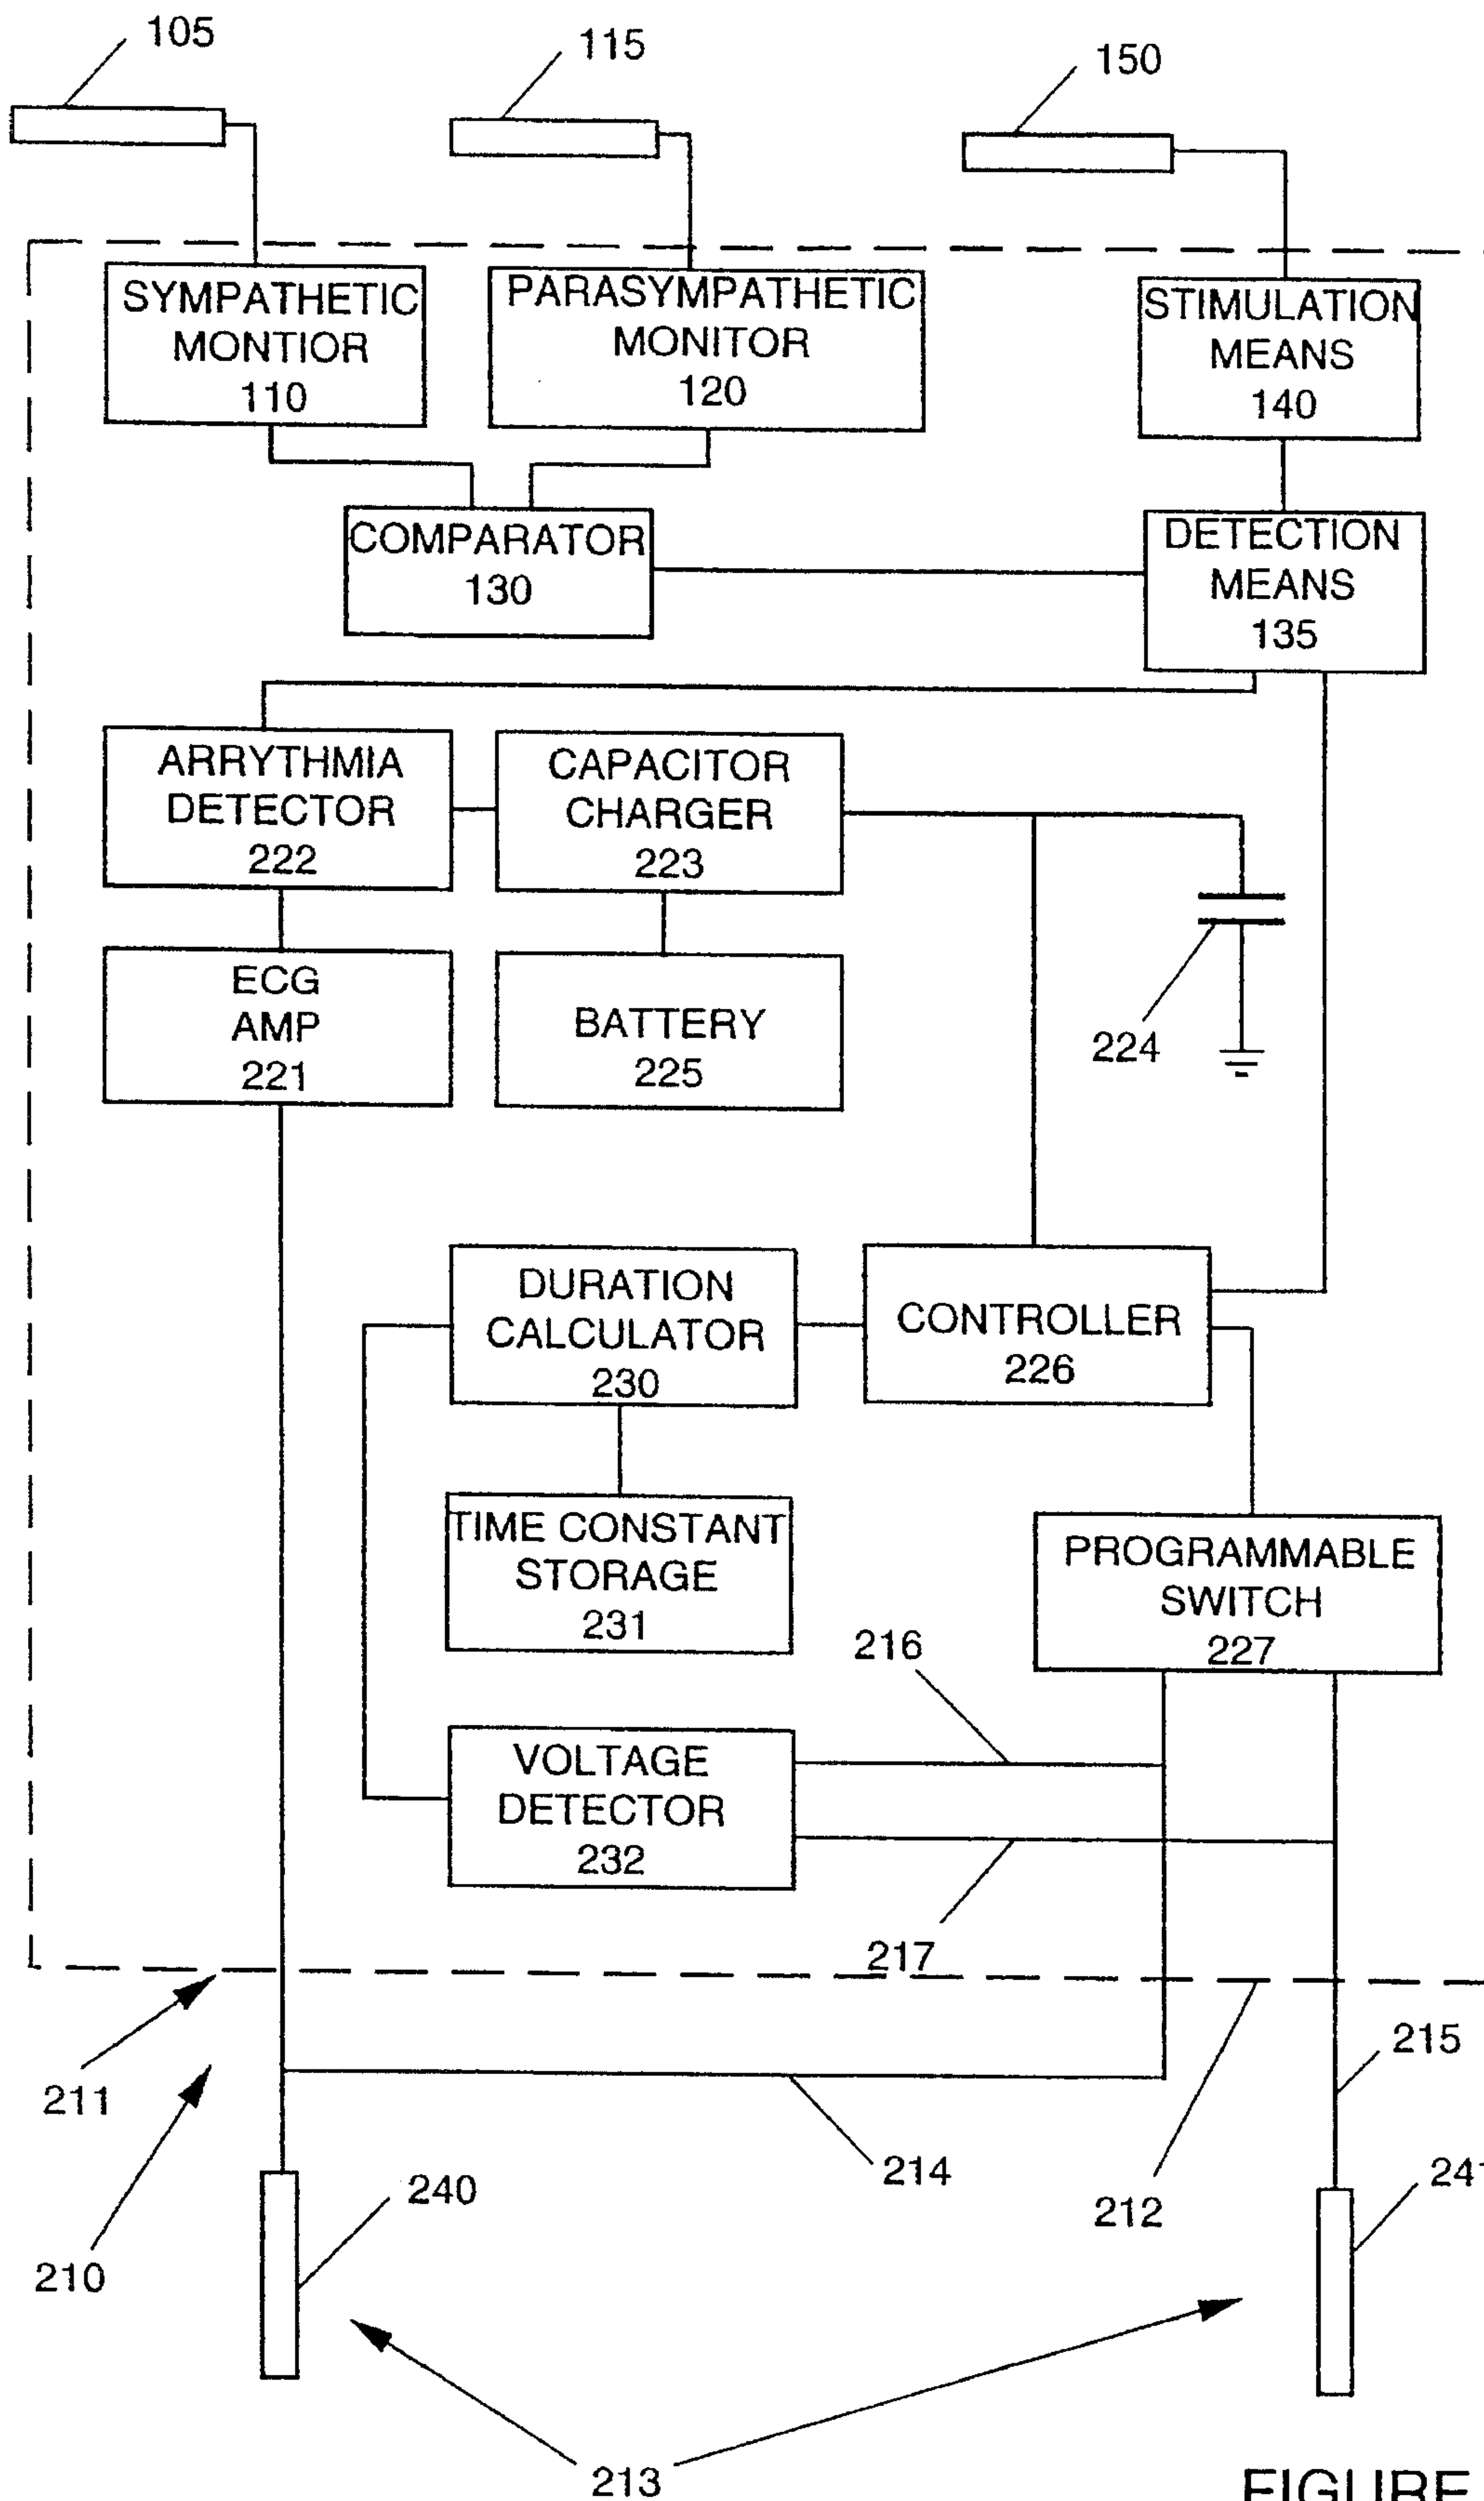 105
115
150
SYMPATHETIC
MONTIOR
110
PARASYMPATHETIC
MONITOR
120
STIMULATION
MEANS
140
COMPARATOR
130
DETECTION
MEANS
135
ARRYTHMIA
DETECTOR
222
CAPACITOR
CHARGER
223
ECG
AMP
221
BATTERY
225
224
DURATION
CALCULATOR
230
CONTROLLER
226
TIME CONSTANT
STORAGE
231
PROGRAMMABLE
SWITCH
227
216
VOLTAGE
DETECTOR
232
217
211
215
214
212
240
241
210
213
FIGURE